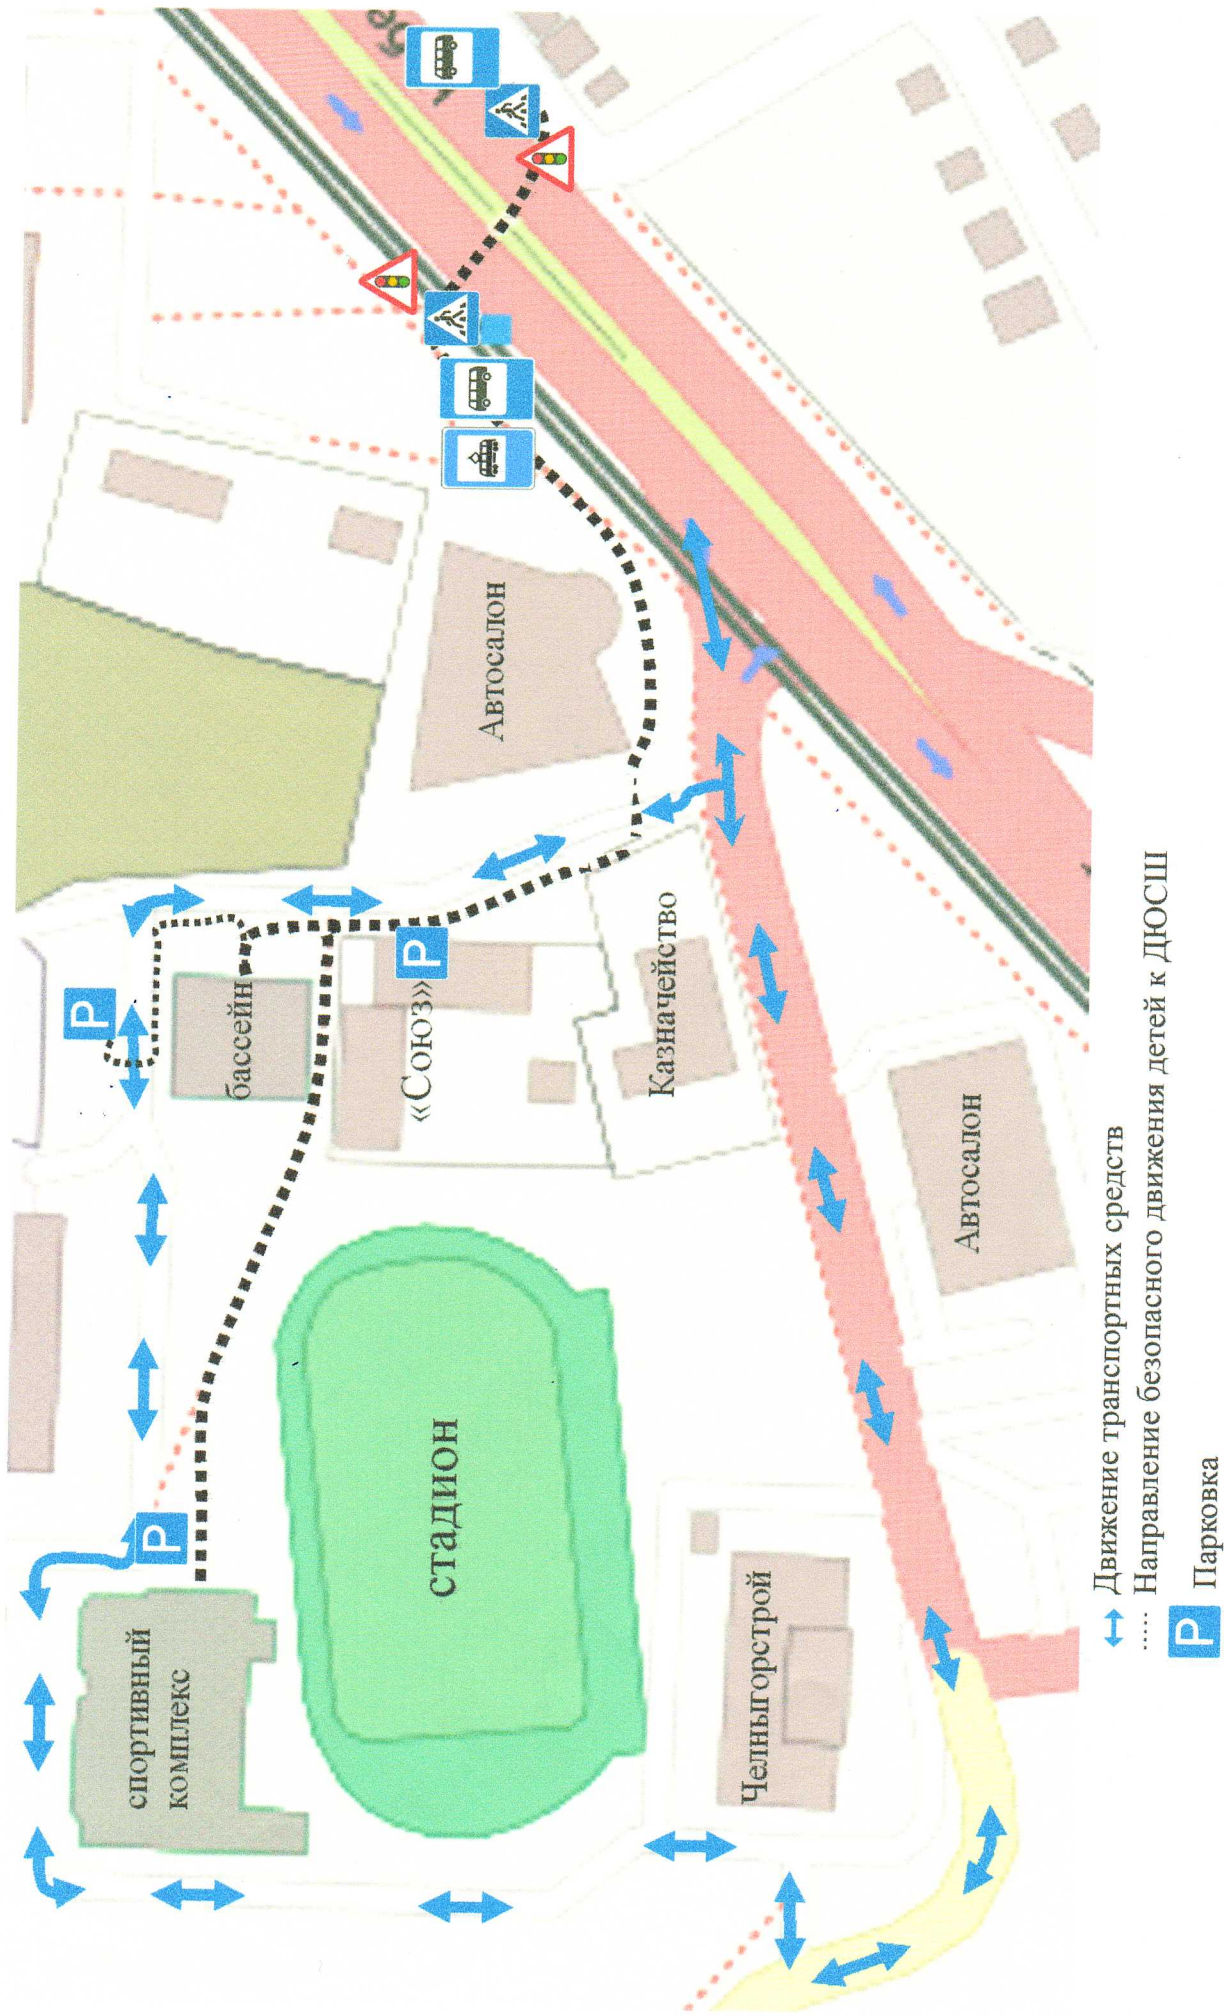 спортивный
комплекс
P
стадион
Челныгорстрой
P
бассейн
«Союз»
P
Казначейство
Автосалон
Автосалон
Движение транспортных средств
Направление безопасного движения детей к ДЮСШ
P Парковка